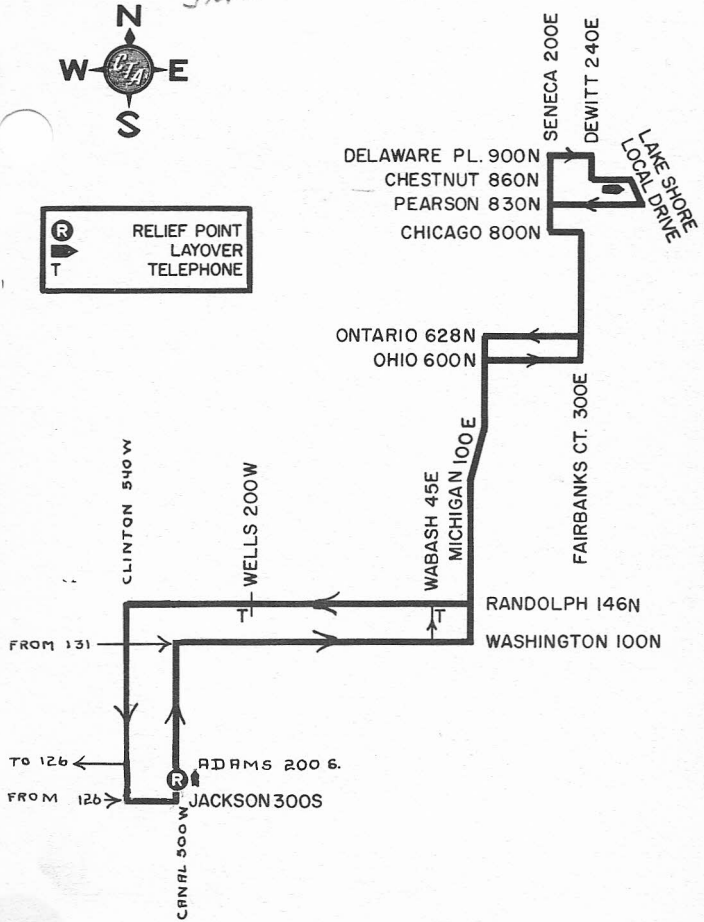 N
W CTA E
S
R RELIEF POINT
LAYOVER
T TELEPHONE
SENECA 200E
DEWITT 240E
LAKE SHORE
LOCAL DRIVE
DELAWARE PL. 900N
CHESTNUT 860N
PEARSON 830N
CHICAGO 800N
ONTARIO 628N
OHIO 600N
FAIRBANKS CT. 300E
MICHIGAN 100E
WABASH 45E
WELLS 200W
CLINTON 540W
T
T
RANDOLPH 146N
WASHINGTON 100N
FROM 131
TO 126
FROM 126
R
ADAMS 200 S.
JACKSON 300S
CANAL 500W